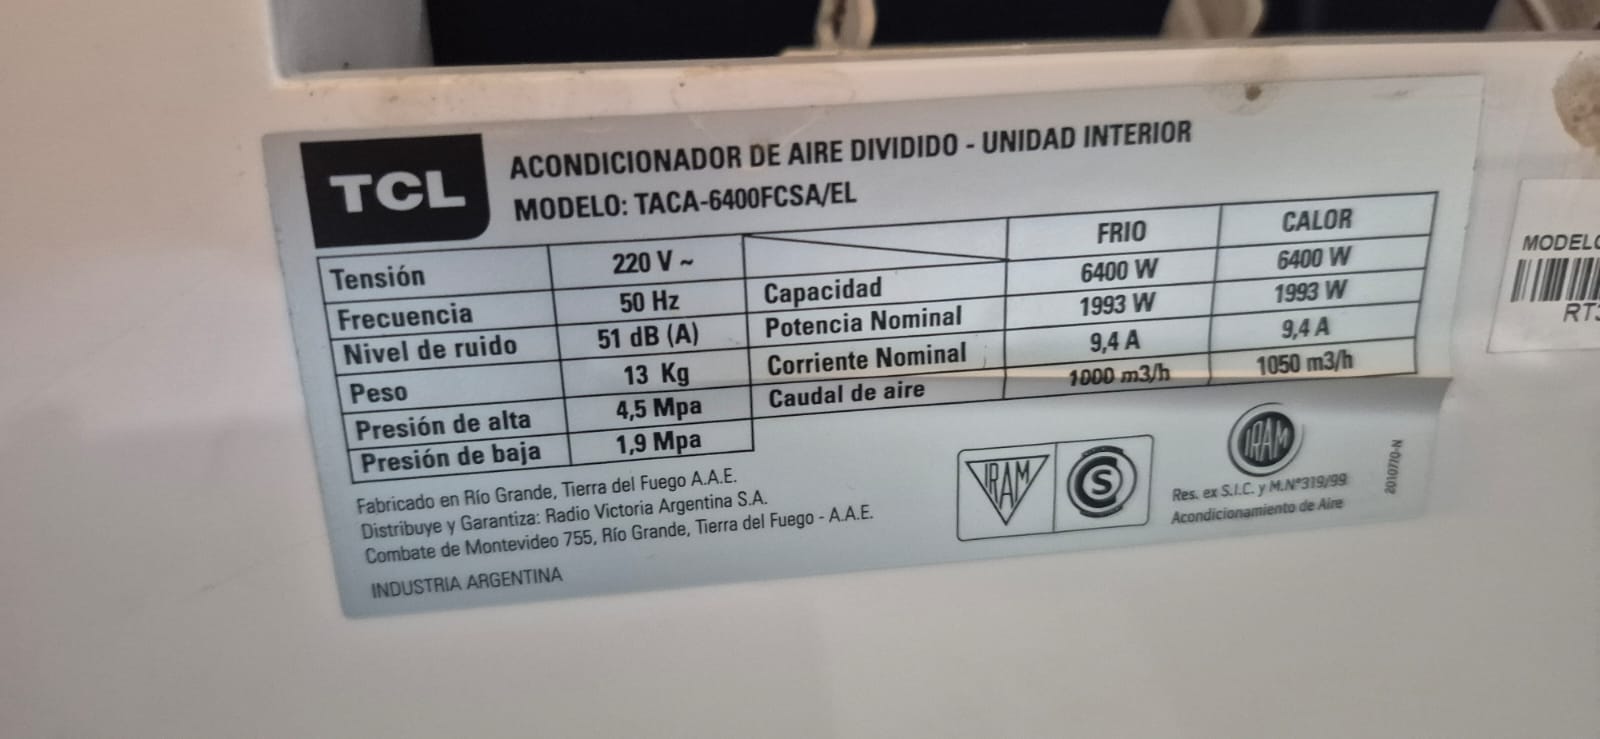 TCL
ACONDICIONADOR DE AIRE DIVIDIDO - UNIDAD INTERIOR
MODELO: TACA-6400FCSA/EL
Tensión 220 V ~
Frecuencia 50 Hz
Nivel de ruido 51 dB (A)
Peso 13 Kg
Presión de alta 4,5 Mpa
Presión de baja 1,9 Mpa
FRIO CALOR
Capacidad 6400 W 6400 W
Potencia Nominal 1993 W 1993 W
Corriente Nominal 9,4 A 9,4 A
Caudal de aire 1000 m3/h 1050 m3/h
Fabricado en Río Grande, Tierra del Fuego A.A.E.
Distribuye y Garantiza: Radio Victoria Argentina S.A.
Combate de Montevideo 755, Río Grande, Tierra del Fuego - A.A.E.
INDUSTRIA ARGENTINA
IRAM
S
IRAM
Res. ex S.I.C. y M.Nº319/99
Acondicionamiento de Aire
2010770-N
MODELO